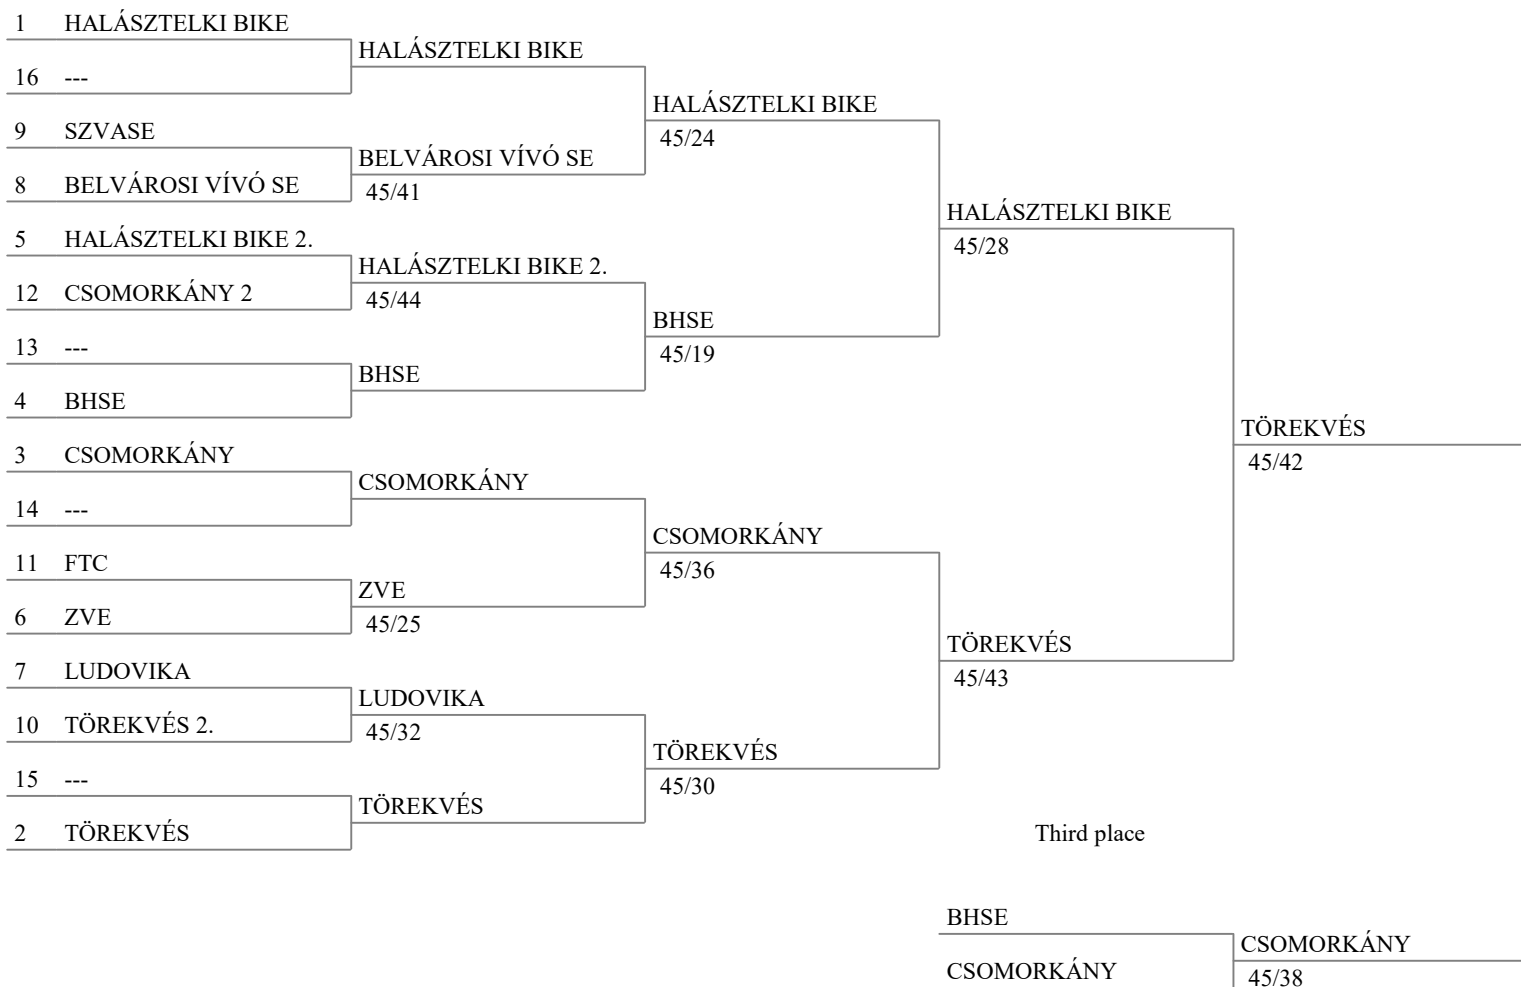 1 HALÁSZTELKI BIKE
16 ---
9 SZVASE
8 BELVÁROSI VÍVÓ SE
5 HALÁSZTELKI BIKE 2.
12 CSOMORKÁNY 2
13 ---
4 BHSE
3 CSOMORKÁNY
14 ---
11 FTC
6 ZVE
7 LUDOVIKA
10 TÖREKVÉS 2.
15 ---
2 TÖREKVÉS
HALÁSZTELKI BIKE
BELVÁROSI VÍVÓ SE
45/41
HALÁSZTELKI BIKE 2.
45/44
BHSE
CSOMORKÁNY
ZVE
45/25
LUDOVIKA
45/32
TÖREKVÉS
HALÁSZTELKI BIKE
45/24
BHSE
45/19
CSOMORKÁNY
45/36
TÖREKVÉS
45/30
HALÁSZTELKI BIKE
45/28
TÖREKVÉS
45/43
TÖREKVÉS
45/42
Third place
BHSE
CSOMORKÁNY
CSOMORKÁNY
45/38